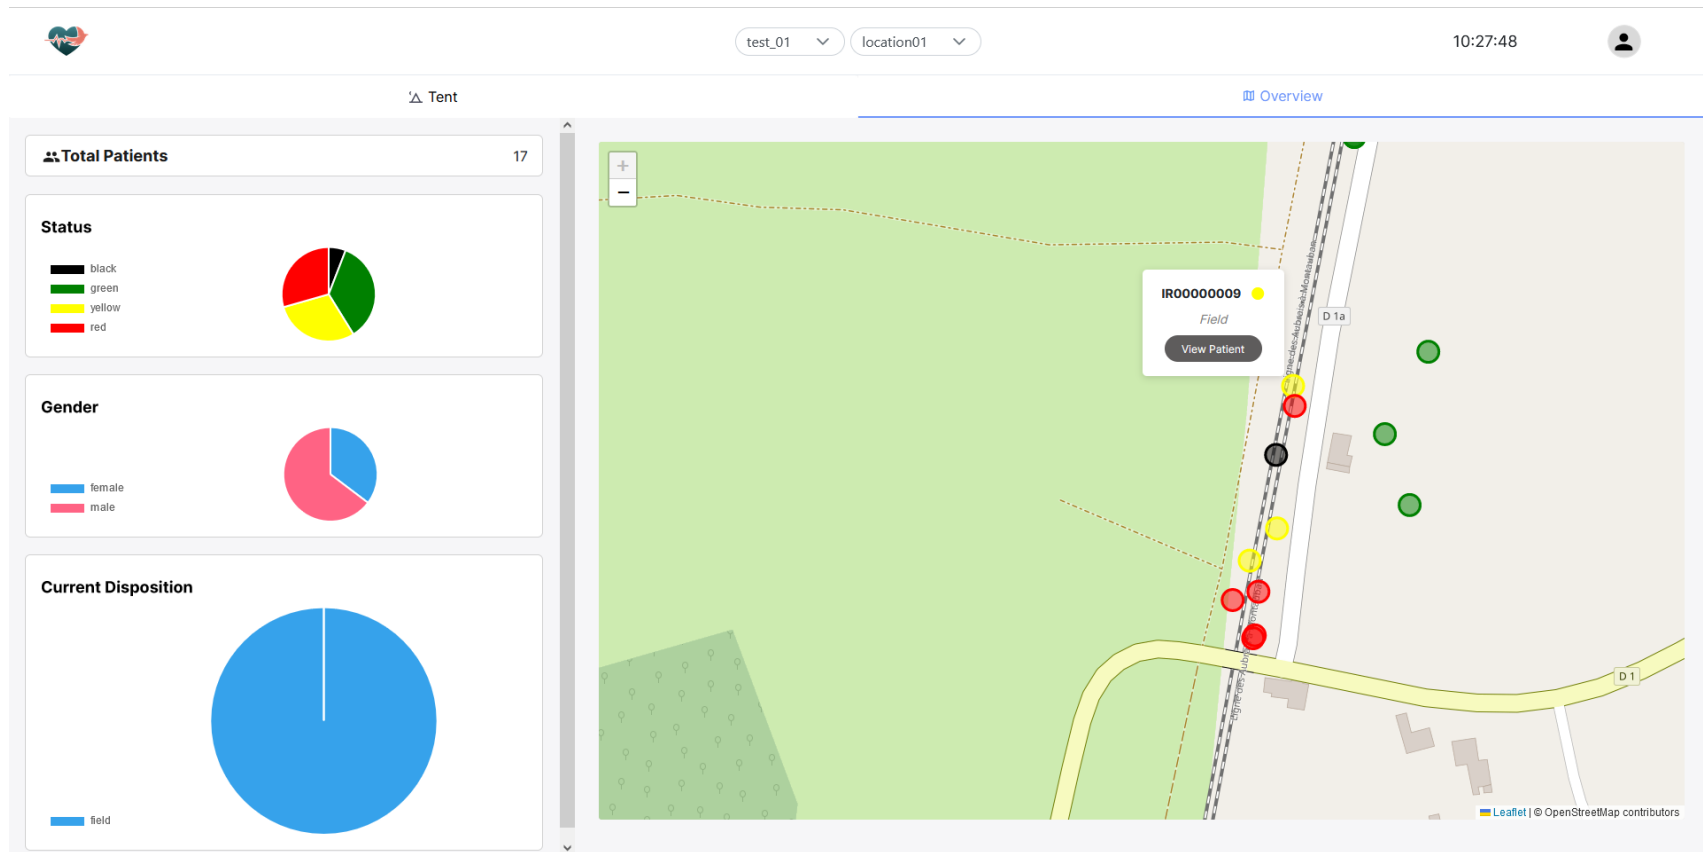 test_01
location01
10:27:48
Tent
Overview
Total Patients
17
Status
black
green
yellow
red
Gender
female
male
Current Disposition
field
+
−
IR00000009
Field
View Patient
D 1a
D 1
Leaflet | © OpenStreetMap contributors